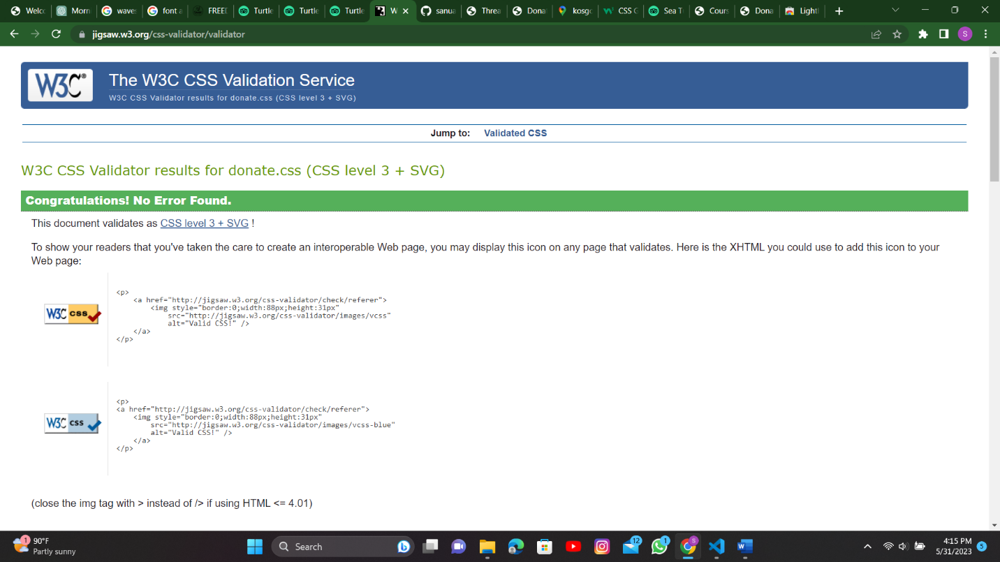 Welco
Morn
wave
font a
FREE
Turtle
Turtle
Turtle
W
sanua
Threa
Dona
kosgo
CSS G
Sea T
Cours
Dona
Light
jigsaw.w3.org/css-validator/validator
S
W3C®
The W3C CSS Validation Service
W3C CSS Validator results for donate.css (CSS level 3 + SVG)
Jump to: Validated CSS
W3C CSS Validator results for donate.css (CSS level 3 + SVG)
Congratulations! No Error Found.
This document validates as CSS level 3 + SVG !
To show your readers that you've taken the care to create an interoperable Web page, you may display this icon on any page that validates. Here is the XHTML you could use to add this icon to your
Web page:
W3C css
<p>
<a href="http://jigsaw.w3.org/css-validator/check/referer">
<img style="border:0;width:88px;height:31px"
src="http://jigsaw.w3.org/css-validator/images/vcss"
alt="Valid CSS!" />
</a>
</p>
W3C css
<p>
<a href="http://jigsaw.w3.org/css-validator/check/referer">
<img style="border:0;width:88px;height:31px"
src="http://jigsaw.w3.org/css-validator/images/vcss-blue"
alt="Valid CSS!" />
</a>
</p>
(close the img tag with > instead of /> if using HTML <= 4.01)
1
90°F
Partly sunny
Search
12
1
S
W
4:15 PM
5/31/2023
5